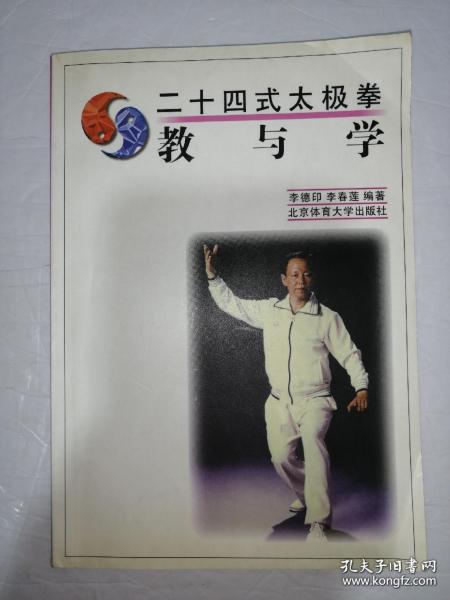 二十四式太极拳
教与学
李德印 李春莲 编著
北京体育大学出版社
孔夫子旧书网
www.kongfz.com